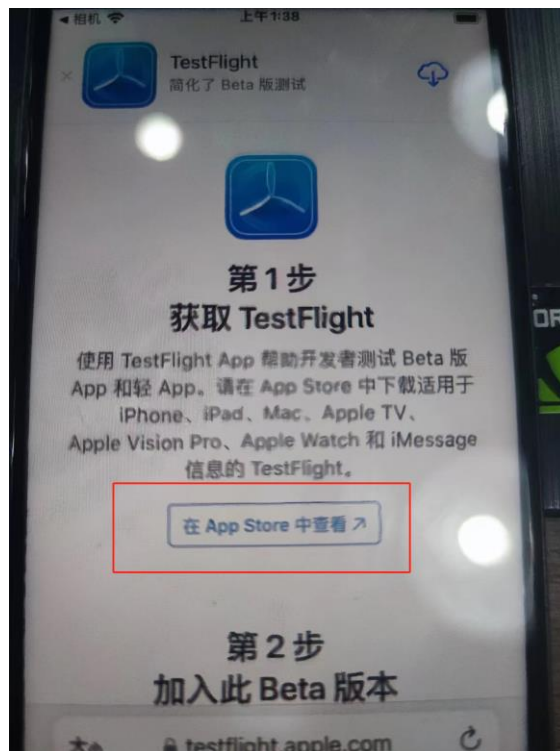 ◀相机
上午1:38
TestFlight
简化了 Beta 版测试
第1步
获取 TestFlight
使用 TestFlight App 帮助开发者测试 Beta 版
App 和轻 App。请在 App Store 中下载适用于
iPhone、iPad、Mac、Apple TV、
Apple Vision Pro、Apple Watch 和 iMessage
信息的 TestFlight。
在 App Store 中查看↗
第2步
加入此 Beta 版本
testflight.apple.com